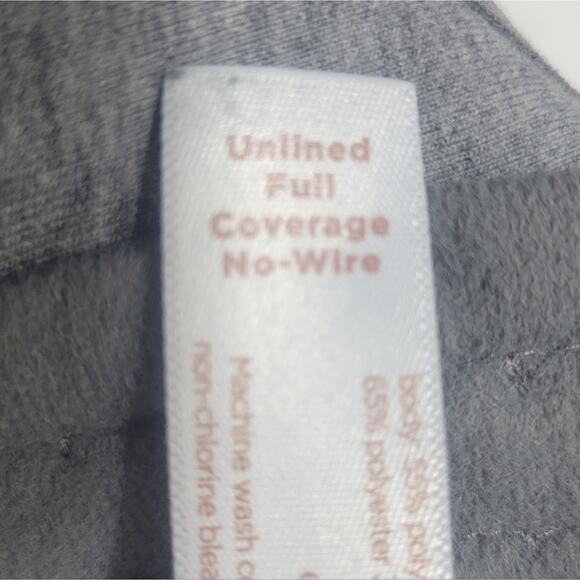 Unlined
Full
Coverage
No-Wire
body
65% polyester
Machine wash
non-chlorine